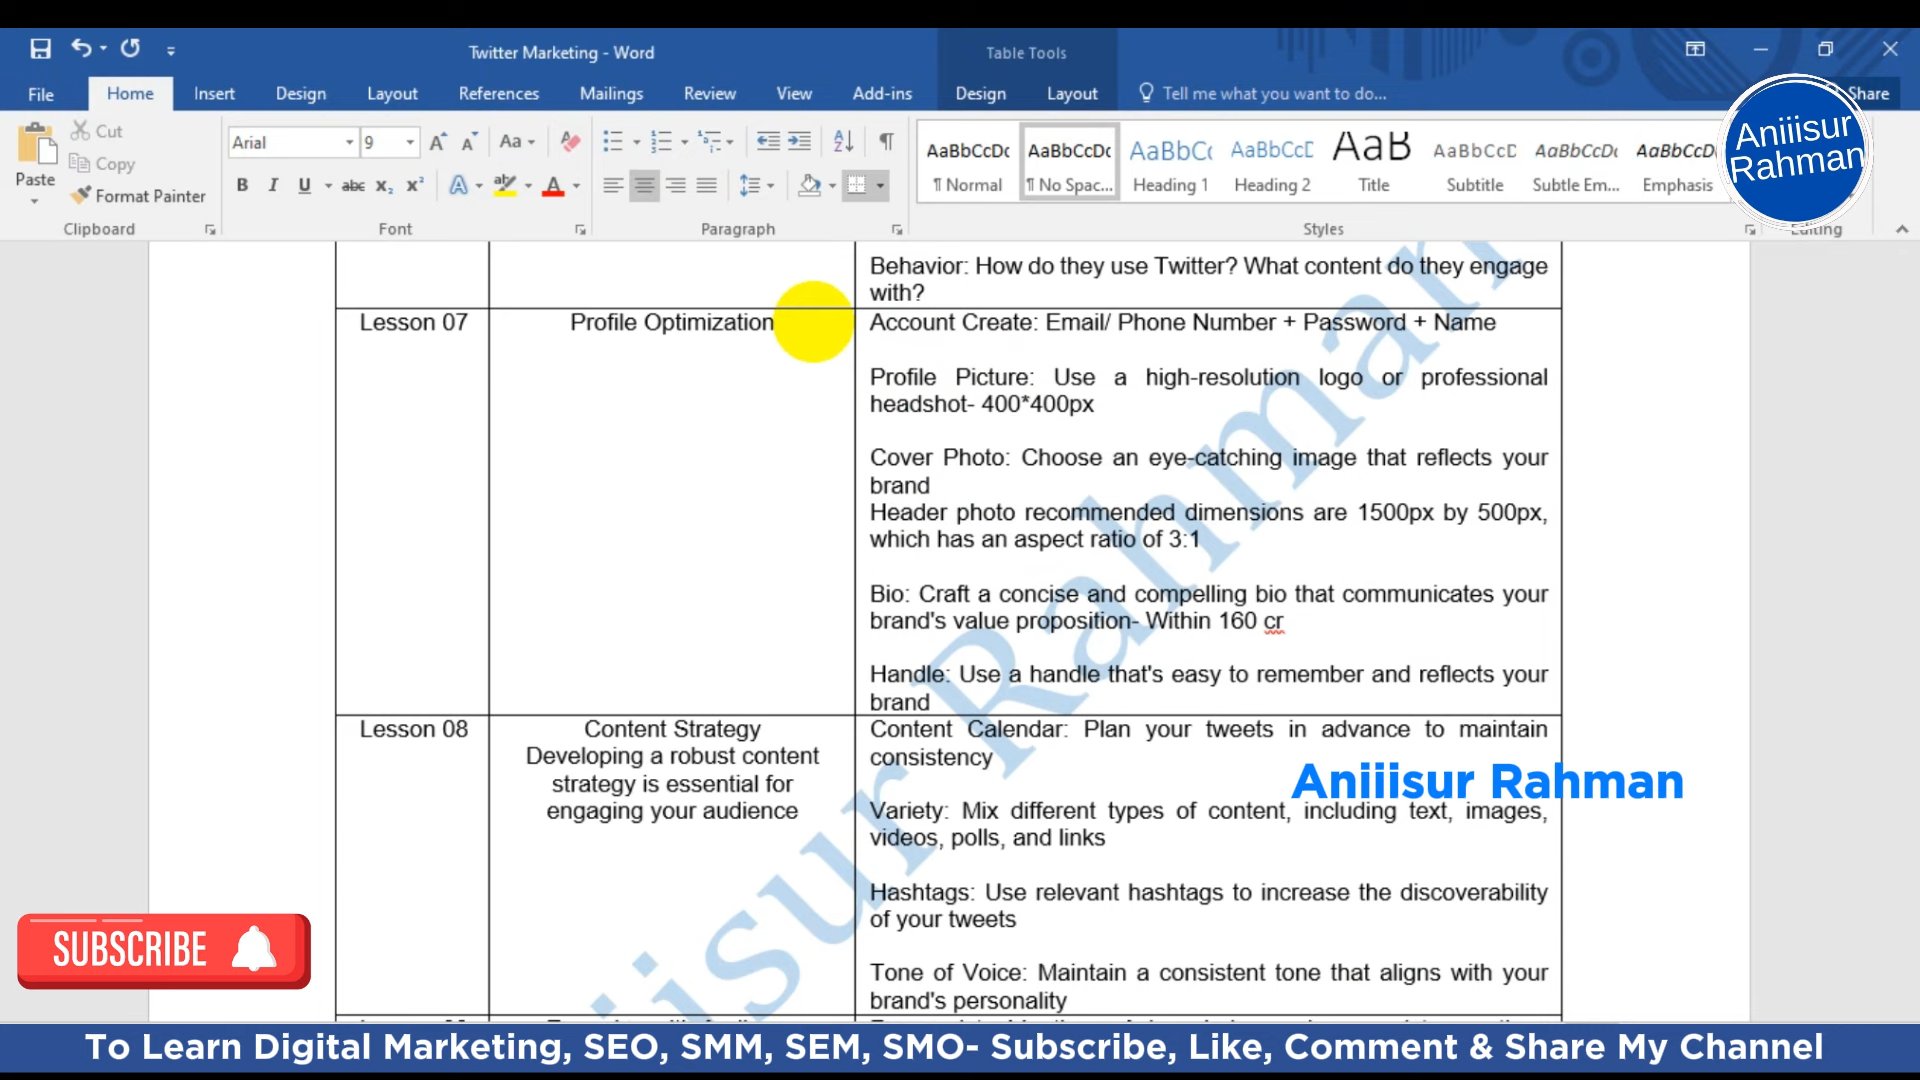 Twitter Marketing - Word
Table Tools
File Home Insert Design Layout References Mailings Review View Add-ins Design Layout Tell me what you want to do... Share
Aniiisur
Rahman
Paste
Cut
Copy
Format Painter
Clipboard
Arial 9
Font
Paragraph
AaBbCcDc AaBbCcDc AaBbC AaBbCcD AaB AaBbCcD AaBbCcDc AaBbCcD
¶ Normal ¶ No Spac... Heading 1 Heading 2 Title Subtitle Subtle Em... Emphasis
Styles
Editing
Behavior: How do they use Twitter? What content do they engage
with?
Lesson 07
Profile Optimization
Account Create: Email/ Phone Number + Password + Name
Profile Picture: Use a high-resolution logo or professional
headshot- 400*400px
Cover Photo: Choose an eye-catching image that reflects your
brand
Header photo recommended dimensions are 1500px by 500px,
which has an aspect ratio of 3:1
Bio: Craft a concise and compelling bio that communicates your
brand's value proposition- Within 160 cr
Handle: Use a handle that's easy to remember and reflects your
brand
Lesson 08
Content Strategy
Developing a robust content
strategy is essential for
engaging your audience
Content Calendar: Plan your tweets in advance to maintain
consistency
Variety: Mix different types of content, including text, images,
videos, polls, and links
Hashtags: Use relevant hashtags to increase the discoverability
of your tweets
Tone of Voice: Maintain a consistent tone that aligns with your
brand's personality
iisur Rahman
Aniiisur Rahman
SUBSCRIBE
To Learn Digital Marketing, SEO, SMM, SEM, SMO- Subscribe, Like, Comment & Share My Channel